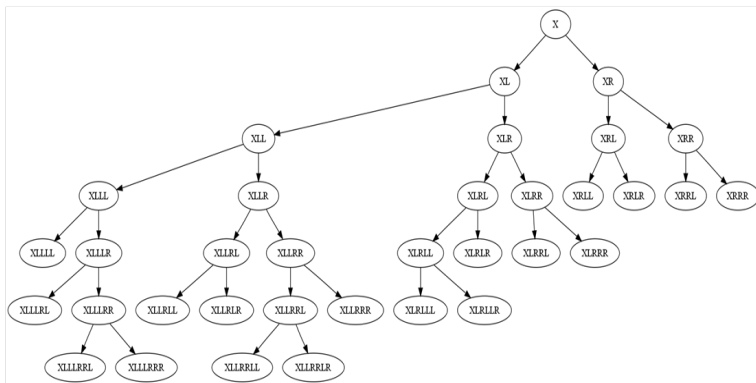 X
XL XR
XLL XLR XRL XRR
XLLL XLLR XLRL XLRR XRLL XRLR XRRL XRRR
XLLLL XLLLR XLLRL XLLRR XLRLL XLRLR XLRRL XLRRR
XLLLRL XLLLRR XLLRLL XLLRLR XLLRRL XLLRRR XLRLLL XLRLLR
XLLLRRL XLLLRRR XLLRRLL XLLRRLR